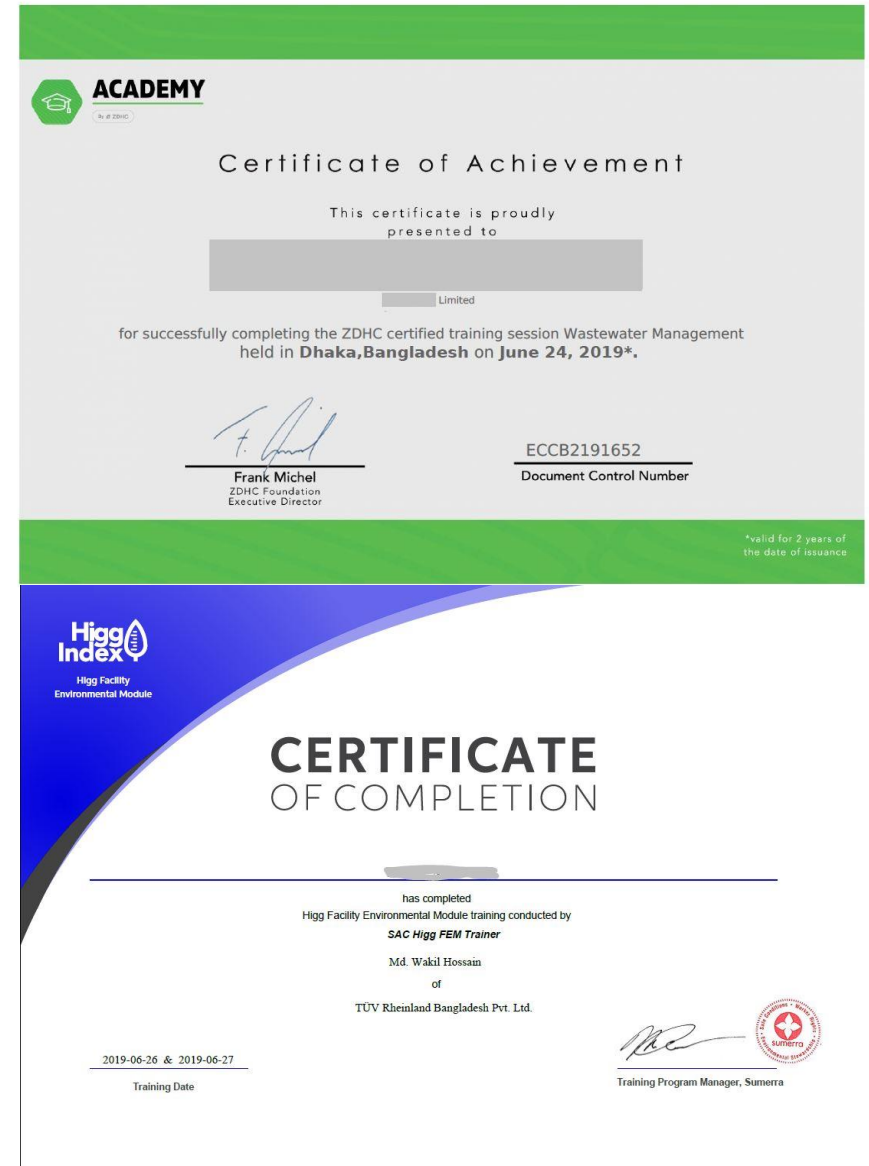 ACADEMY
Certificate of Achievement
This certificate is proudly
presented to
Limited
for successfully completing the ZDHC certified training session Wastewater Management
held in Dhaka,Bangladesh on June 24, 2019*.
Frank Michel
ZDHC Foundation
Executive Director
ECCB2191652
Document Control Number
*valid for 2 years of
the date of issuance
Higg
Index
Higg Facility
Environmental Module
CERTIFICATE
OF COMPLETION
has completed
Higg Facility Environmental Module training conducted by
SAC Higg FEM Trainer
Md. Wakil Hossain
of
TÜV Rheinland Bangladesh Pvt. Ltd.
2019-06-26 & 2019-06-27
Training Date
sumerra
Training Program Manager, Sumerra